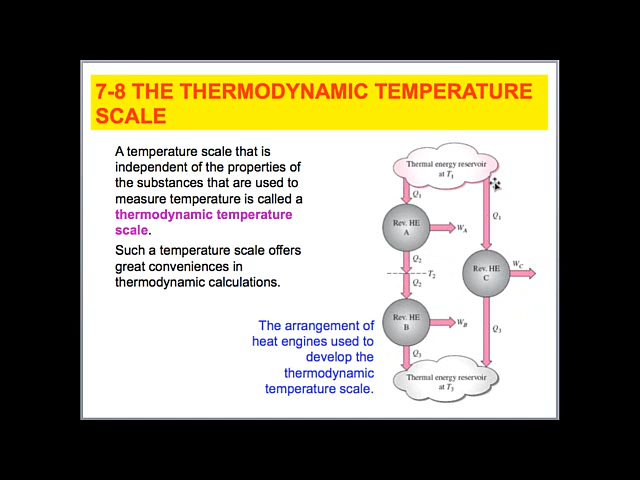 7-8 THE THERMODYNAMIC TEMPERATURE
SCALE
A temperature scale that is
independent of the properties of
the substances that are used to
measure temperature is called a
thermodynamic temperature
scale.
Such a temperature scale offers
great conveniences in
thermodynamic calculations.
The arrangement of
heat engines used to
develop the
thermodynamic
temperature scale.
Thermal energy reservoir
at T₁
Q₁
Q₁
Rev. HE
A
W_A
Q₂
T₂
Q₂
Rev. HE
C
W_C
Rev. HE
B
W_B
Q₃
Q₃
Thermal energy reservoir
at T₃